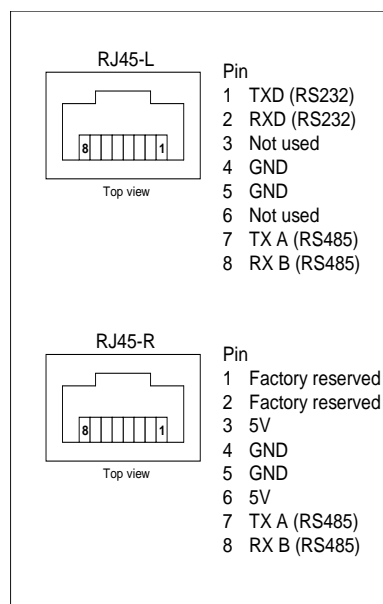 RJ45-L
8 1
Top view
Pin
1 TXD (RS232)
2 RXD (RS232)
3 Not used
4 GND
5 GND
6 Not used
7 TX A (RS485)
8 RX B (RS485)
RJ45-R
8 1
Top view
Pin
1 Factory reserved
2 Factory reserved
3 5V
4 GND
5 GND
6 5V
7 TX A (RS485)
8 RX B (RS485)